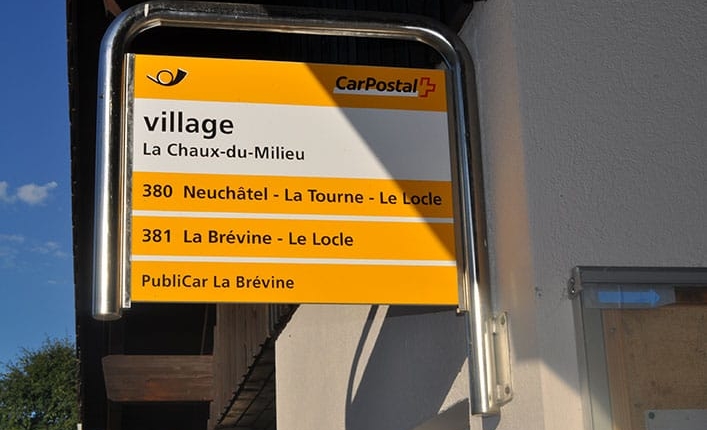 CarPostal
village
La Chaux-du-Milieu
380 Neuchâtel - La Tourne - Le Locle
381 La Brévine - Le Locle
PubliCar La Brévine